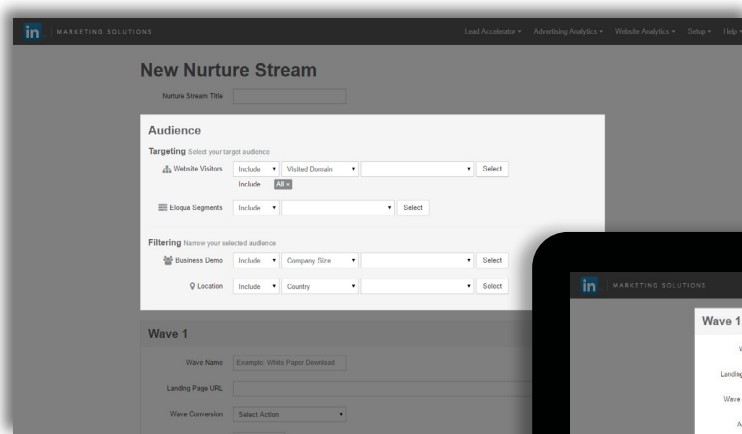 in MARKETING SOLUTIONS Lead Accelerator Advertising Analytics Website Analytics Setup Help
New Nurture Stream
Nurture Stream Title
Audience
Targeting Select your target audience
Website Visitors Include Visited Domain Select
Include All ×
Eloqua Segments Include Select
Filtering Narrow your selected audience
Business Demo Include Company Size Select
Location Include Country Select
Wave 1
Wave Name Example: White Paper Download
Landing Page URL
Wave Conversion Select Action
in MARKETING SOLUTIONS
Wave 1
W
Landing
Wave
A